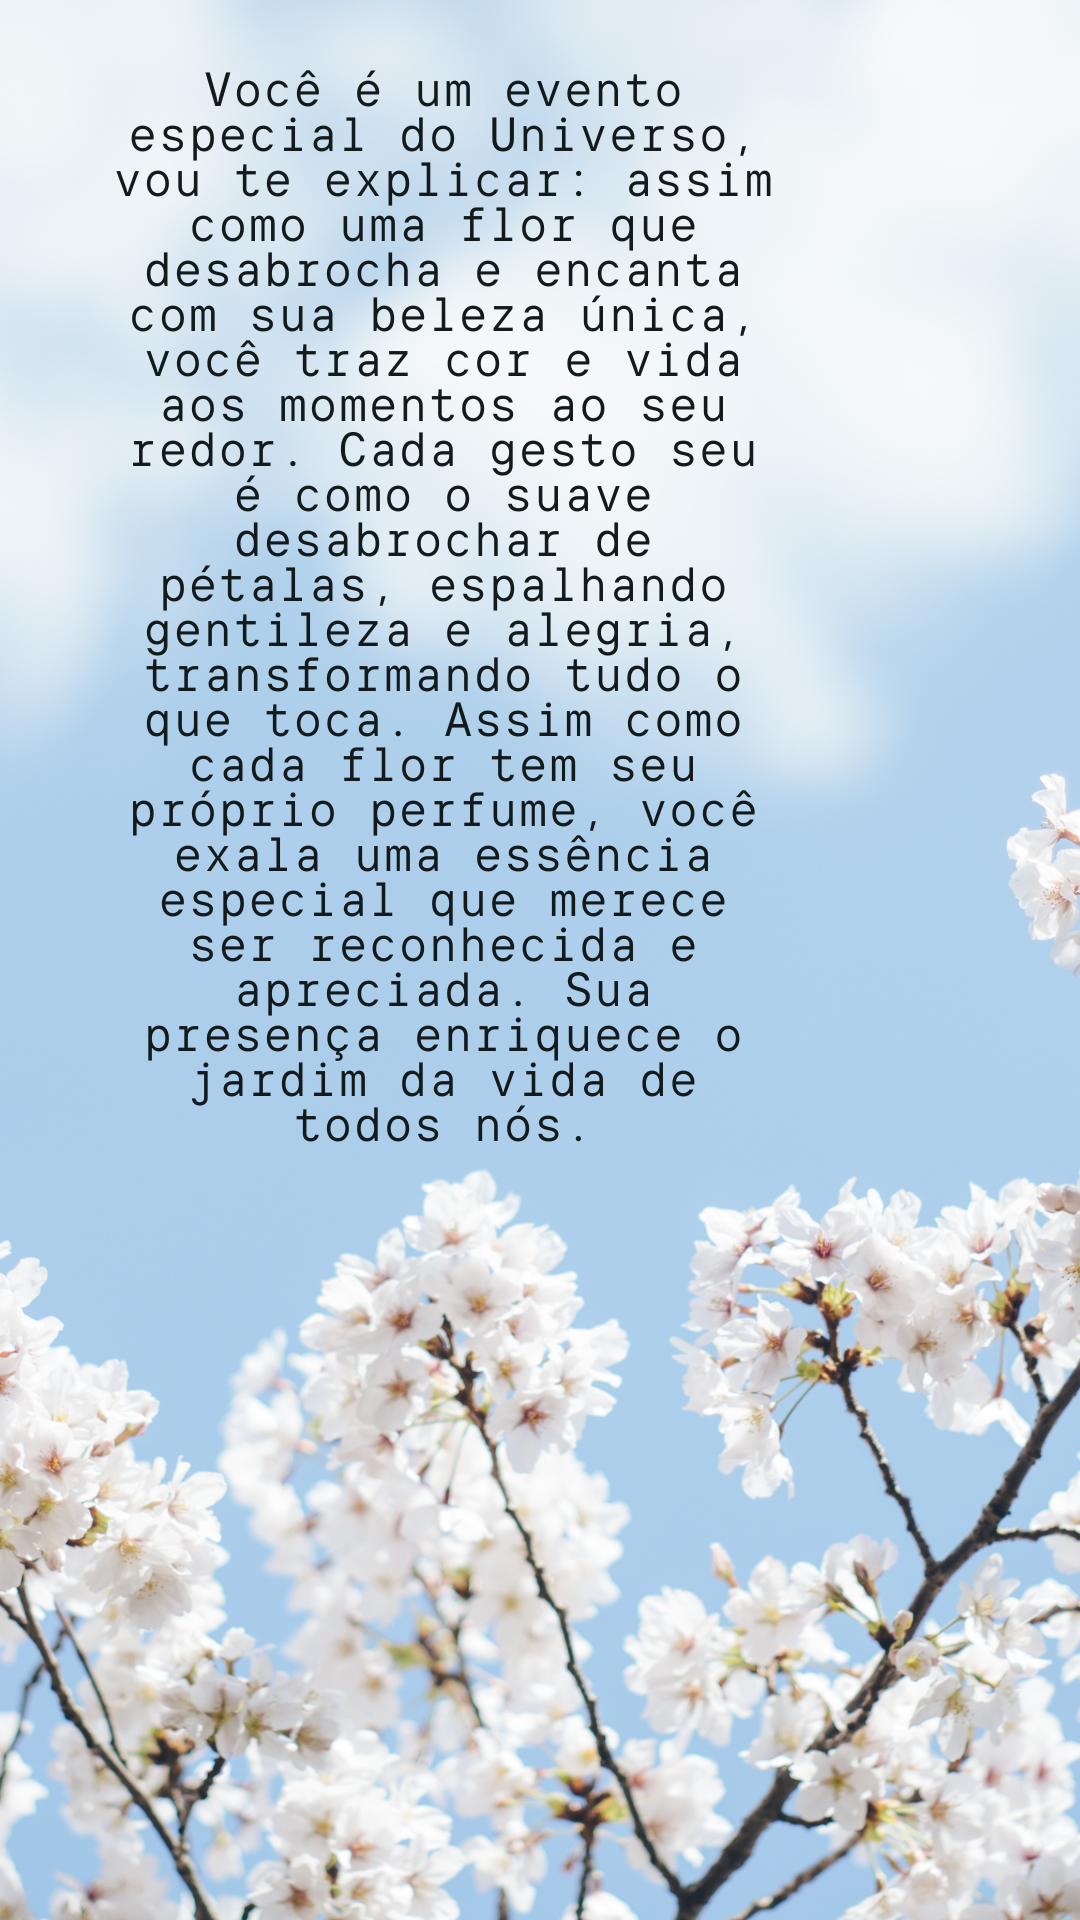 Você é um evento
especial do Universo,
vou te explicar: assim
como uma flor que
desabrocha e encanta
com sua beleza única,
você traz cor e vida
aos momentos ao seu
redor. Cada gesto seu
é como o suave
desabrochar de
pétalas, espalhando
gentileza e alegria,
transformando tudo o
que toca. Assim como
cada flor tem seu
próprio perfume, você
exala uma essência
especial que merece
ser reconhecida e
apreciada. Sua
presença enriquece o
jardim da vida de
todos nós.